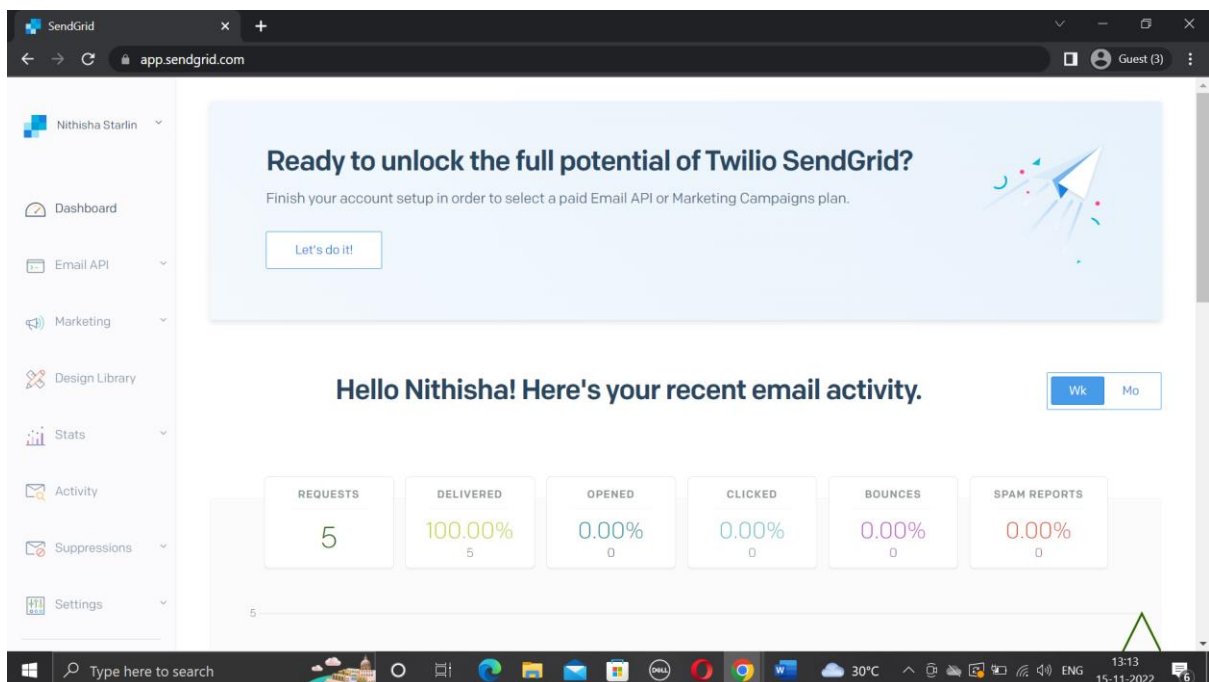 SendGrid
app.sendgrid.com
Guest (3)
Nithisha Starlin
Dashboard
Email API
Marketing
Design Library
Stats
Activity
Suppressions
Settings
Ready to unlock the full potential of Twilio SendGrid?
Finish your account setup in order to select a paid Email API or Marketing Campaigns plan.
Let's do it!
Hello Nithisha! Here's your recent email activity.
Wk Mo
REQUESTS DELIVERED OPENED CLICKED BOUNCES SPAM REPORTS
5 100.00% 0.00% 0.00% 0.00% 0.00%
5 0 0 0 0
5
Type here to search
DELL
W
30°C
ENG
13:13
15-11-2022
6